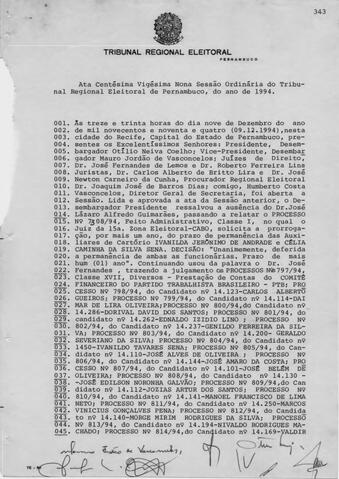 343
TRIBUNAL REGIONAL ELEITORAL
PERNAMBUCO
Ata Centésima Vigésima Nona Sessão Ordinária do Tribu-
nal Regional Eleitoral de Pernambuco, do ano de 1994.
001. Às treze e trinta horas do dia nove de Dezembro do ano
002. de mil novecentos e noventa e quatro (09.12.1994), nesta
003. cidade do Recife, Capital do Estado de Pernambuco, pre-
004. sentes os Excelentíssimos Senhores: Presidente, Desem-
005. bargador Otílio Neiva Coelho; Vice-Presidente, Desembar
006. gador Mauro Jordão de Vasconcelos; Juízes de Direito,
007. Dr. José Fernandes de Lemos e Dr. Roberto Ferreira Lins
008. Juristas, Dr. Carlos Alberto de Britto Lira e Dr. José
009. Newton Carneiro da Cunha, Procurador Regional Eleitoral.
010. Dr. Joaquim José de Barros Dias; comigo, Humberto Costa
011. Vasconcelos, Diretor Geral de Secretaria, foi aberta a
012. Sessão. Lida e aprovada a ata da Sessão anterior, o De-
013. sembargador Presidente ressalvou a ausência do Dr. José
014. Lázaro Alfredo Guimarães, passando a relatar o PROCESSO
015. Nº 7808/94, Feito Administrativo, Classe I, no qual o
016. Juiz da 15ª. Zona Eleitoral-CABO, solicita a prorroga-
017. ção, por mais um ano, do prazo de permanência das Auxi-
018. liares de Cartório IVANILDA JERÔNIMO DE ANDRADE e CÉLIA
019. CAMINHA DA SILVA SENA. DECISÃO: "Unanimemente, deferida
020. a permanência de ambas as funcionárias. Prazo de mais
021. hum (01) ano". Continuando usou da palavra o Dr. José
022. Fernandes, trazendo a julgamento os PROCESSOS Nºs 797/94,
023. Classe XVII, Diversos - Prestação de Contas do COMITÊ
024. FINANCEIRO DO PARTIDO TRABALHISTA BRASILEIRO - PTB; PRO
025. CESSO Nº 798/94, do Candidato nº 14.123-CARLOS ALBERTO
026. GUEIROS; PROCESSO Nº 799/94, do Candidato nº 14.114-DAI
027. MAR DE LIRA OLIVEIRA; PROCESSO Nº 800/94, do Candidato nº
028. 14.286-DORIVAL DAVID DOS SANTOS; PROCESSO Nº 801/94, do
029. candidato nº 14.262-EDNALDO IZIDIO LINO; PROCESSO Nº
030. 802/94, do Candidato nº 14.237-GENILDO FERREIRA DA SIL-
031. VA; PROCESSO Nº 803/94, do Candidato nº 14.200-GERALDO
032. SEVERIANO DA SILVA; PROCESSO Nº 804/94, do Candidato nº
033. 1450-IVANILDO TAVARES SENA; PROCESSO Nº 805/94, do Can-
034. didato nº 14.110-JOSÉ ALVES DE OLIVEIRA; PROCESSO Nº
035. 806/94, do Candidato nº 14.144-JOSÉ AMARO DA COSTA; PRO
036. CESSO Nº 807/94, do Candidato nº 14.101-JOSÉ BELÉM DE
037. OLIVEIRA; PROCESSO Nº 808/94, do Candidato nº 14.130 -
038. -JOSÉ EDILSON NORONHA GALVÃO; PROCESSO Nº 809/94, do Can
039. didato nº 14.112-JOZIAS ARTUR DOS SANTOS; PROCESSO Nº
040. 810/94, do Candidato nº 14.141-MANOEL FRANCISCO DE LIMA
041. NETO; PROCESSO Nº 811/94, do Candidato nº 14.250-MARCOS
042. VINICIUS GONÇALVES PENA; PROCESSO Nº 812/94, do Candida
043. to nº 14.140-MORGE MIRIM RODRIGUES DA SILVA; PROCESSO
044. Nº 813/94, do Candidato nº 14.194-NIVALDO RODRIGUES MA-
045. CHADO; PROCESSO Nº 814/94, do Candidato nº 14.169-VALDIR